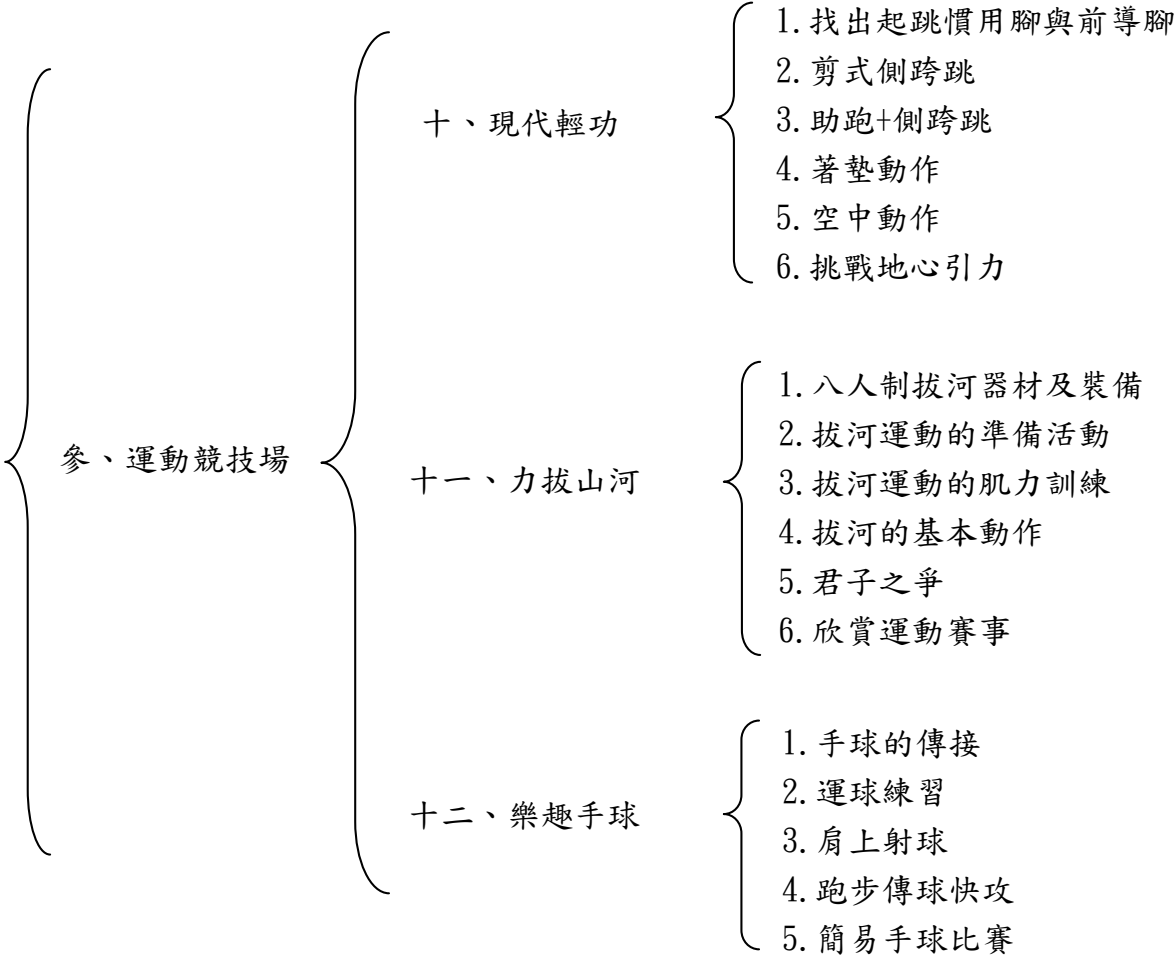 參、運動競技場
十、現代輕功
1.找出起跳慣用腳與前導腳
2.剪式側跨跳
3.助跑+側跨跳
4.著墊動作
5.空中動作
6.挑戰地心引力
十一、力拔山河
1.八人制拔河器材及裝備
2.拔河運動的準備活動
3.拔河運動的肌力訓練
4.拔河的基本動作
5.君子之爭
6.欣賞運動賽事
十二、樂趣手球
1.手球的傳接
2.運球練習
3.肩上射球
4.跑步傳球快攻
5.簡易手球比賽